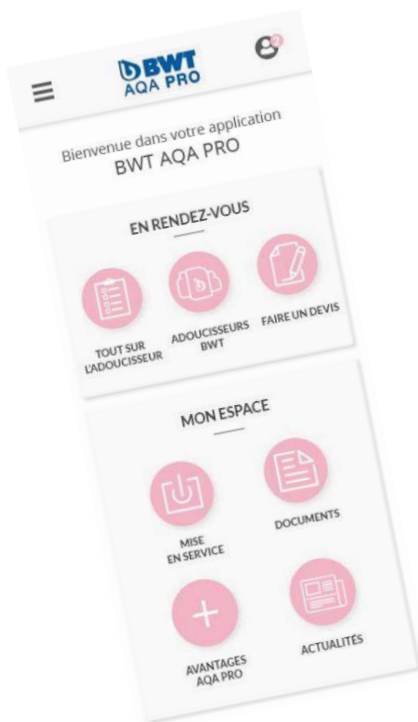 BWT
AQA PRO
2
Bienvenue dans votre application
BWT AQA PRO
EN RENDEZ-VOUS
TOUT SUR
L'ADOUCISSEUR
ADOUCISSEURS
BWT
FAIRE UN DEVIS
MON ESPACE
MISE
EN SERVICE
DOCUMENTS
AVANTAGES
AQA PRO
ACTUALITÉS